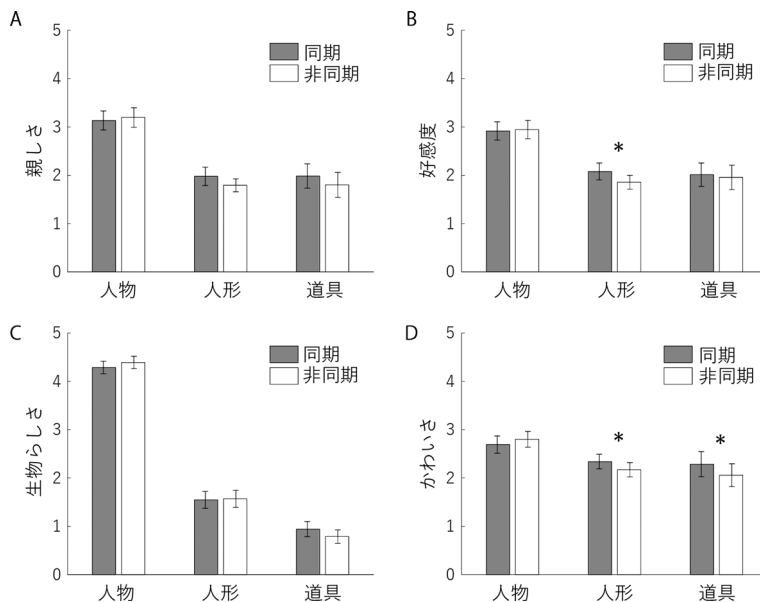 A
5
4
3
2
1
0
親しさ
同期
非同期
人物
人形
道具
B
5
4
3
2
1
0
好感度
同期
非同期
*
人物
人形
道具
C
5
4
3
2
1
0
生物らしさ
同期
非同期
人物
人形
道具
D
5
4
3
2
1
0
かわいさ
同期
非同期
*
*
人物
人形
道具